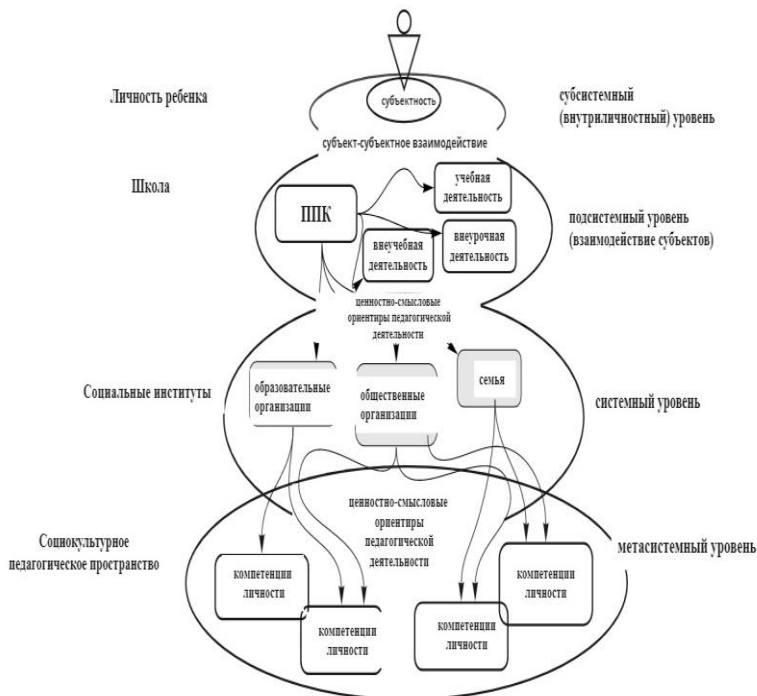 Личность ребенка
субъектность
субсистемный
(внутриличностный) уровень
субъект-субъектное взаимодействие
Школа
ППК
учебная
деятельность
внеучебная
деятельность
внеурочная
деятельность
подсистемный уровень
(взаимодействие субъектов)
ценностно-смысловые
ориентиры педагогической
деятельности
Социальные институты
образовательные
организации
общественные
организации
семья
системный уровень
Социокультурное
педагогическое пространство
ценностно-смысловые
ориентиры
педагогической
деятельности
метасистемный уровень
компетенции
личности
компетенции
личности
компетенции
личности
компетенции
личности